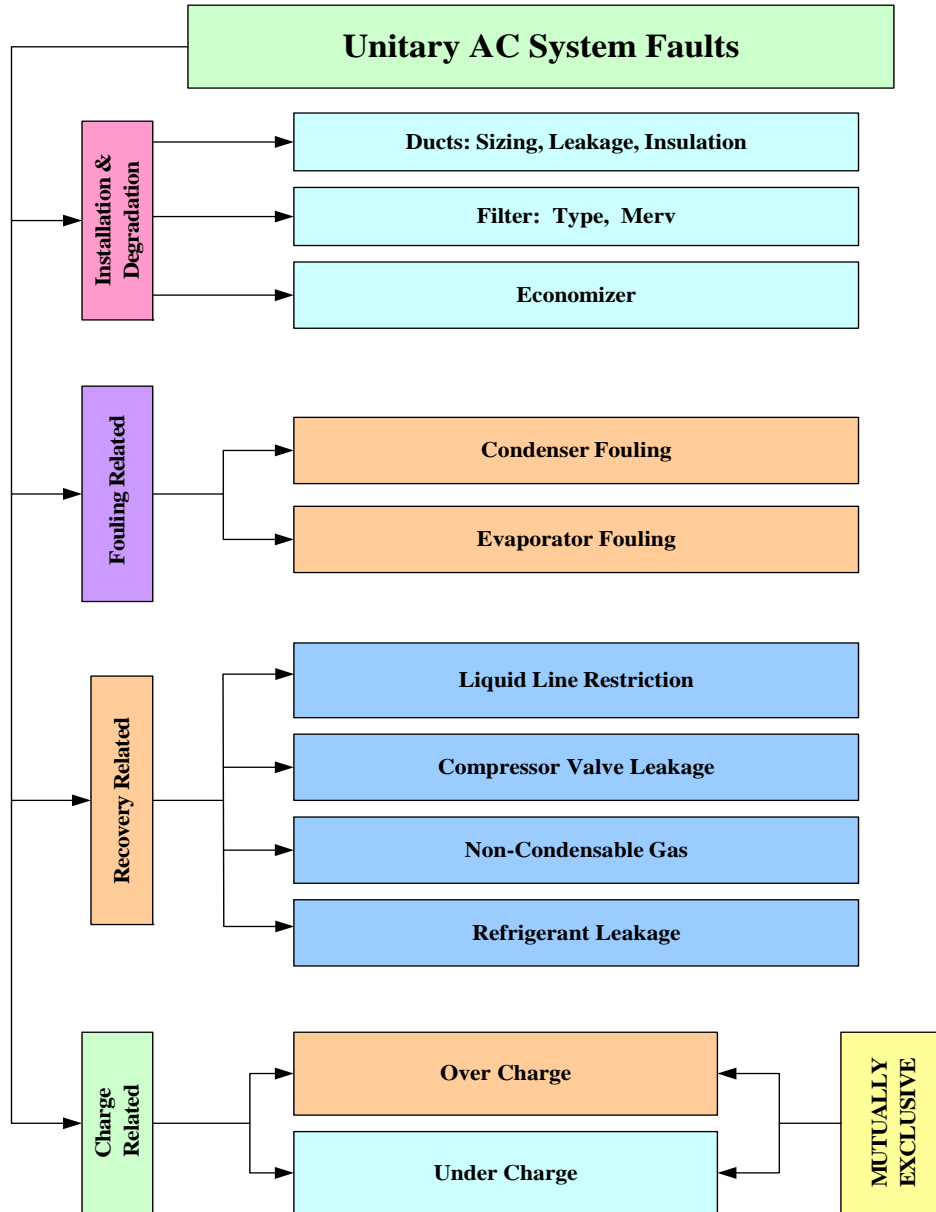 Unitary AC System Faults
Installation &
Degradation
Ducts: Sizing, Leakage, Insulation
Filter: Type, Merv
Economizer
Fouling Related
Condenser Fouling
Evaporator Fouling
Recovery Related
Liquid Line Restriction
Compressor Valve Leakage
Non-Condensable Gas
Refrigerant Leakage
Charge
Related
Over Charge
Under Charge
MUTUALLY
EXCLUSIVE